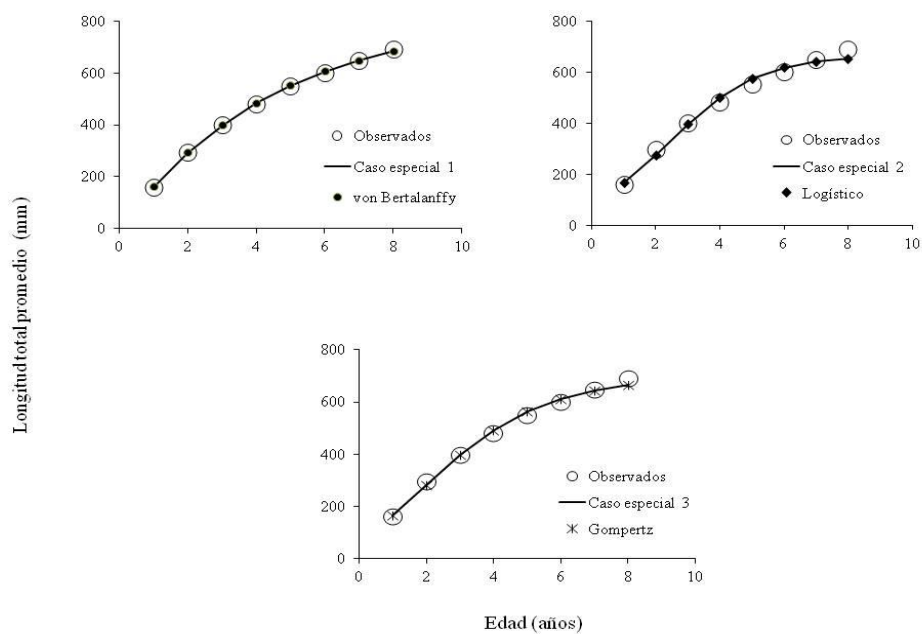 Longitud total promedio (mm)
800
600
400
200
0
0 2 4 6 8 10
Observados
Caso especial 1
von Bertalanffy
800
600
400
200
0
0 2 4 6 8 10
Observados
Caso especial 2
Logístico
800
600
400
200
0
0 2 4 6 8 10
Observados
Caso especial 3
Gompertz
Edad (años)